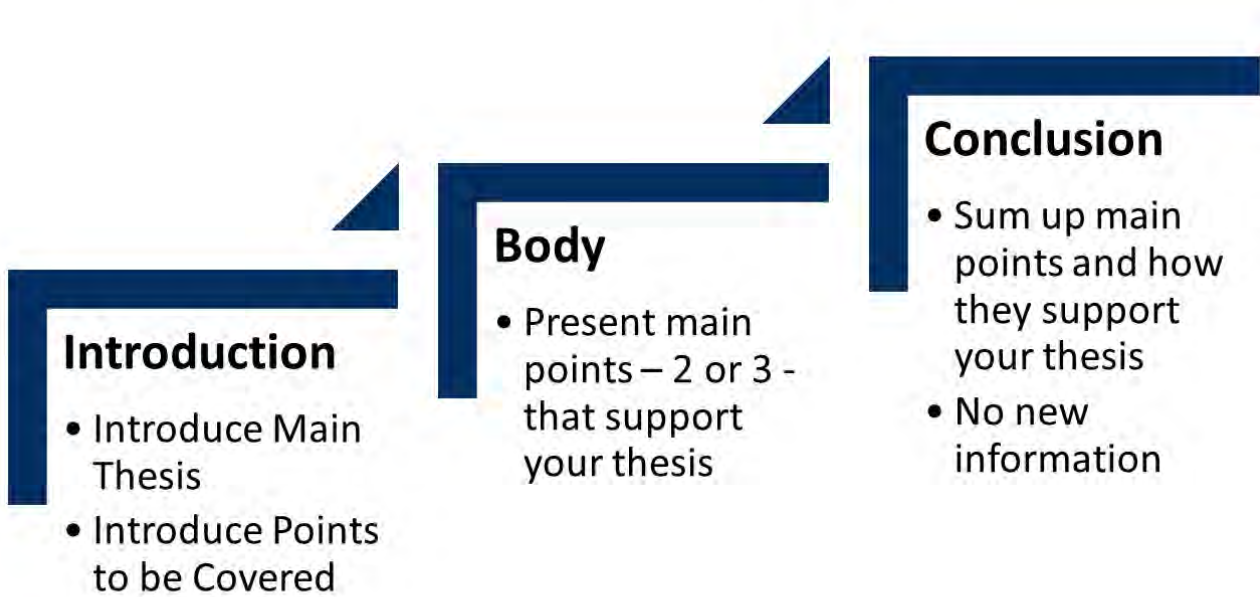 Introduction
• Introduce Main
Thesis
• Introduce Points
to be Covered
Body
• Present main
points – 2 or 3 -
that support
your thesis
Conclusion
• Sum up main
points and how
they support
your thesis
• No new
information